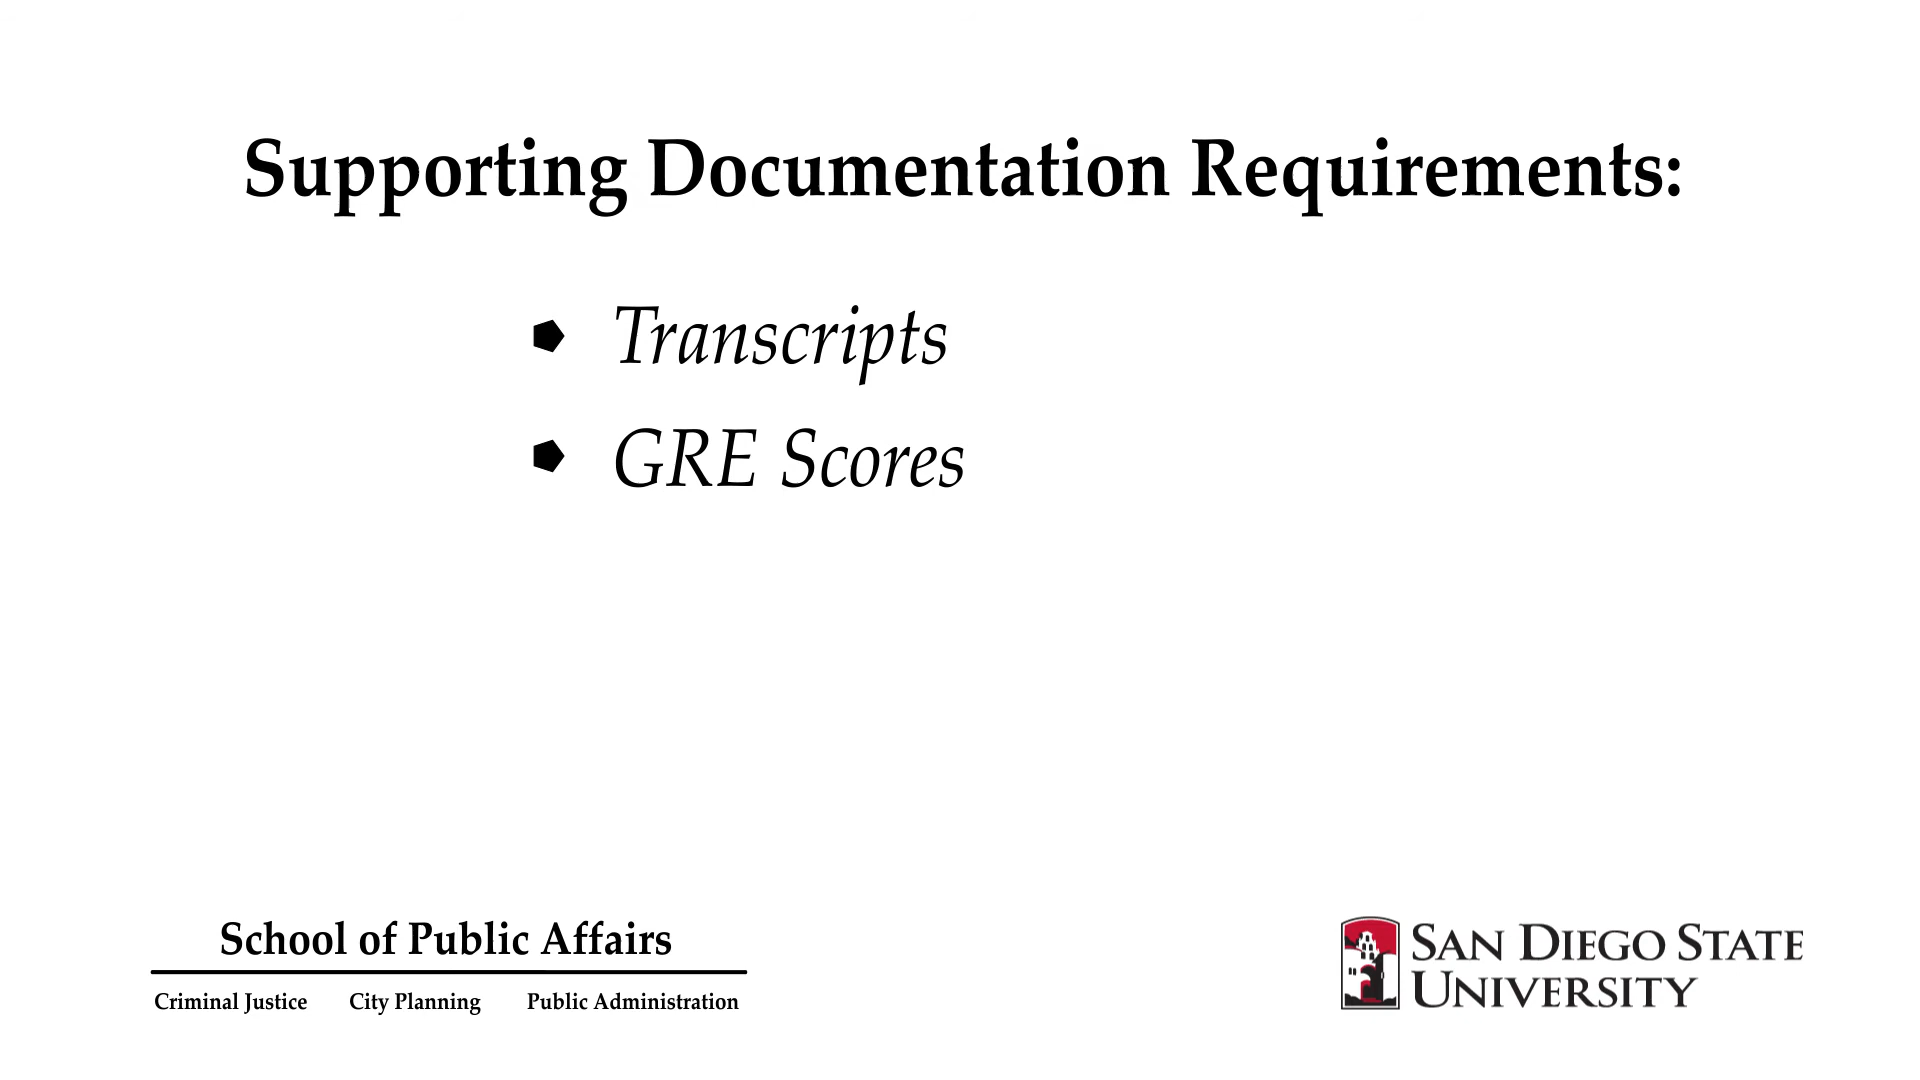 Supporting Documentation Requirements:
Transcripts
GRE Scores
School of Public Affairs
Criminal Justice City Planning Public Administration
SAN DIEGO STATE
UNIVERSITY